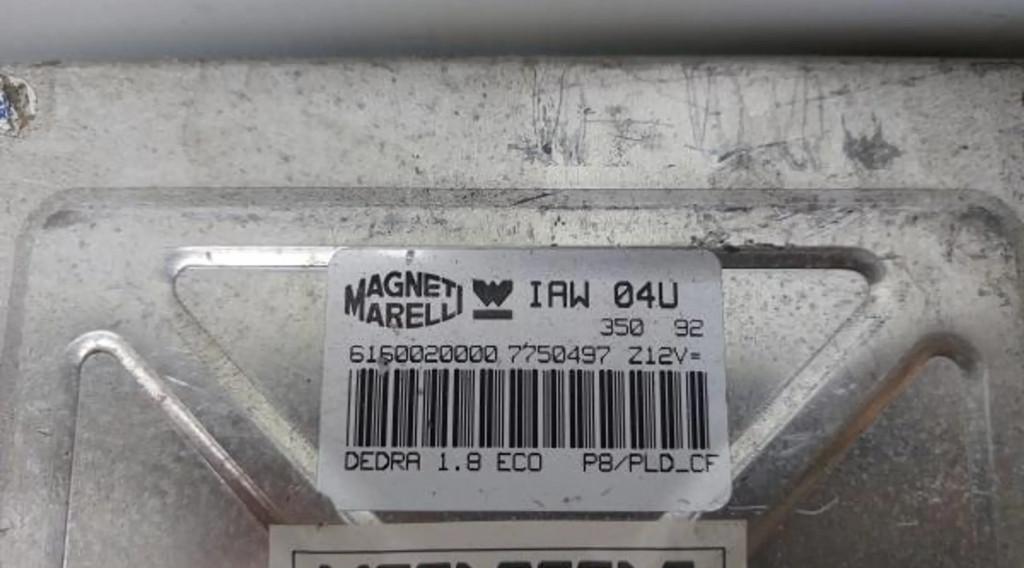 MAGNETI
MARELLI
W IAW 04U
350 92
6160020000 7750497 Z12V=
DEDRA 1.8 ECO P8/PLD_CF